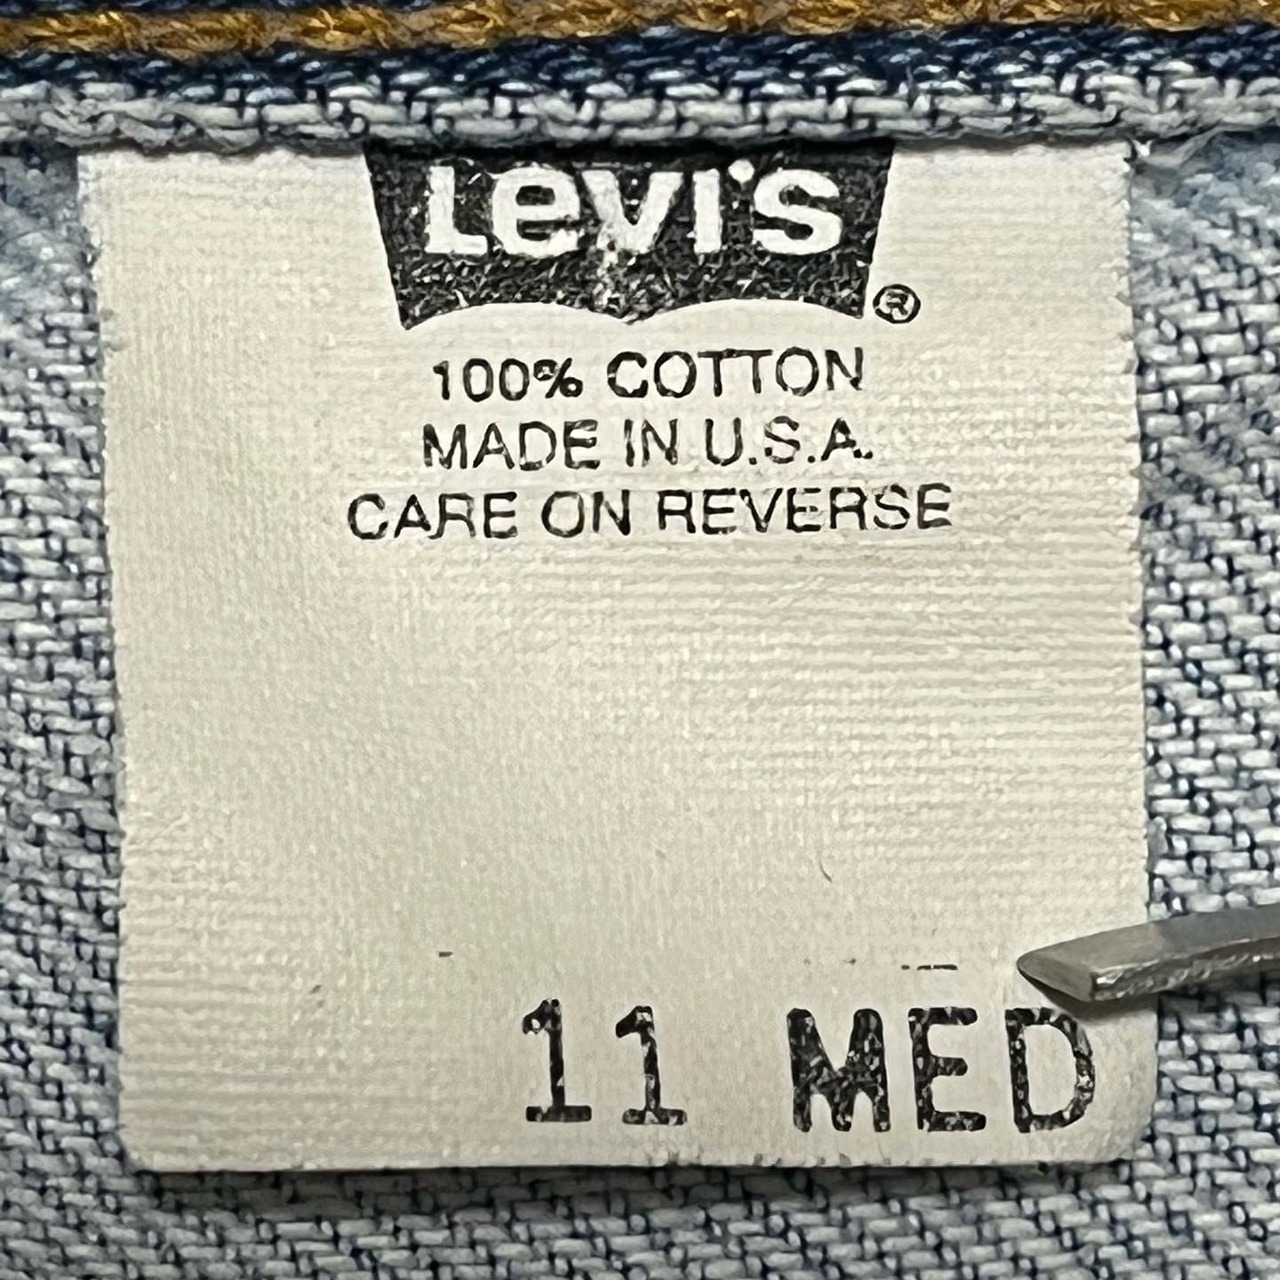 Levi's ®
100% COTTON
MADE IN U.S.A.
CARE ON REVERSE
11 MED